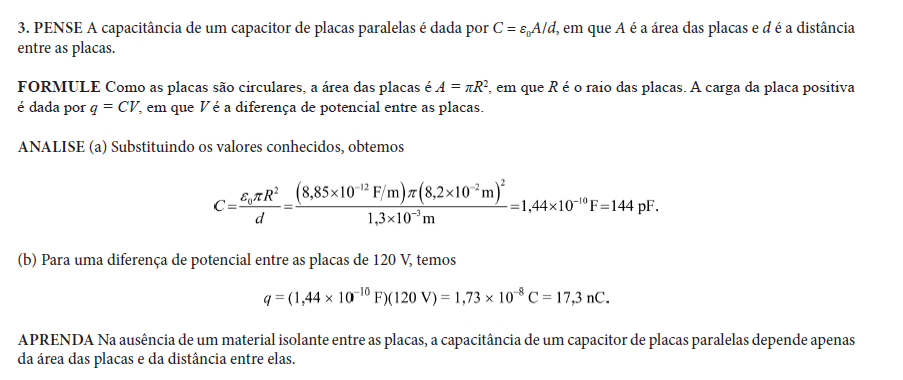 3. PENSE A capacitância de um capacitor de placas paralelas é dada por C = ε₀A/d, em que A é a área das placas e d é a distância
entre as placas.
FORMULE Como as placas são circulares, a área das placas é A = πR², em que R é o raio das placas. A carga da placa positiva
é dada por q = CV, em que V é a diferença de potencial entre as placas.
ANALISE (a) Substituindo os valores conhecidos, obtemos
C = ε₀πR²/d = (8,85×10⁻¹² F/m)π(8,2×10⁻² m)²/1,3×10⁻³ m = 1,44×10⁻¹⁰ F = 144 pF.
(b) Para uma diferença de potencial entre as placas de 120 V, temos
q = (1,44 × 10⁻¹⁰ F)(120 V) = 1,73 × 10⁻⁸ C = 17,3 nC.
APRENDA Na ausência de um material isolante entre as placas, a capacitância de um capacitor de placas paralelas depende apenas
da área das placas e da distância entre elas.